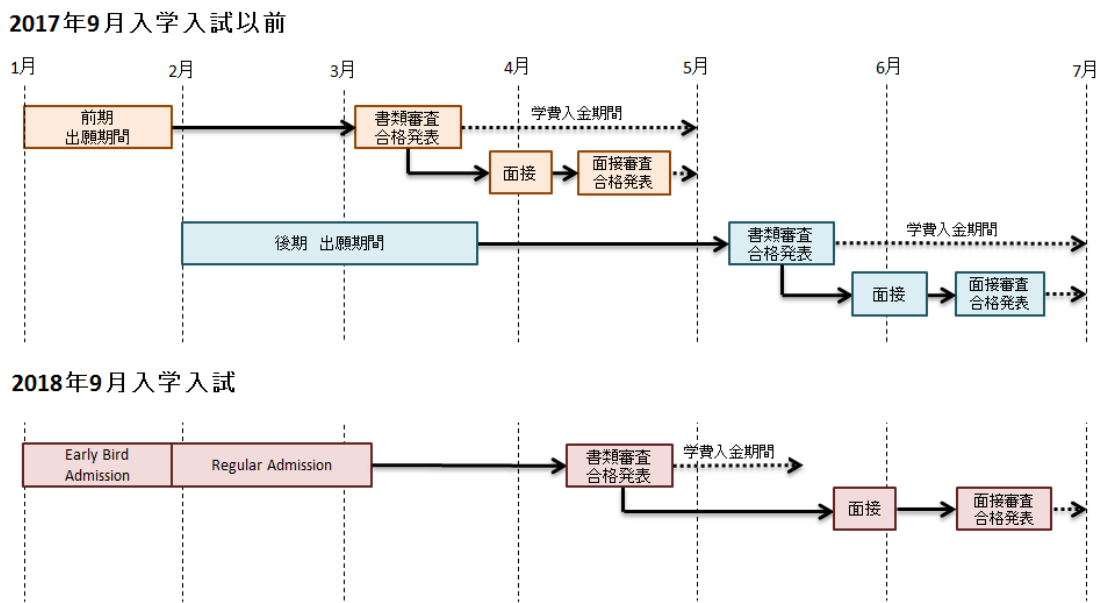 2017年9月入学入試以前
1月
2月
3月
4月
5月
6月
7月
前期
出願期間
書類審査
合格発表
学費入金期間
面接
面接審査
合格発表
後期 出願期間
書類審査
合格発表
学費入金期間
面接
面接審査
合格発表
2018年9月入学入試
Early Bird
Admission
Regular Admission
書類審査
合格発表
学費入金期間
面接
面接審査
合格発表